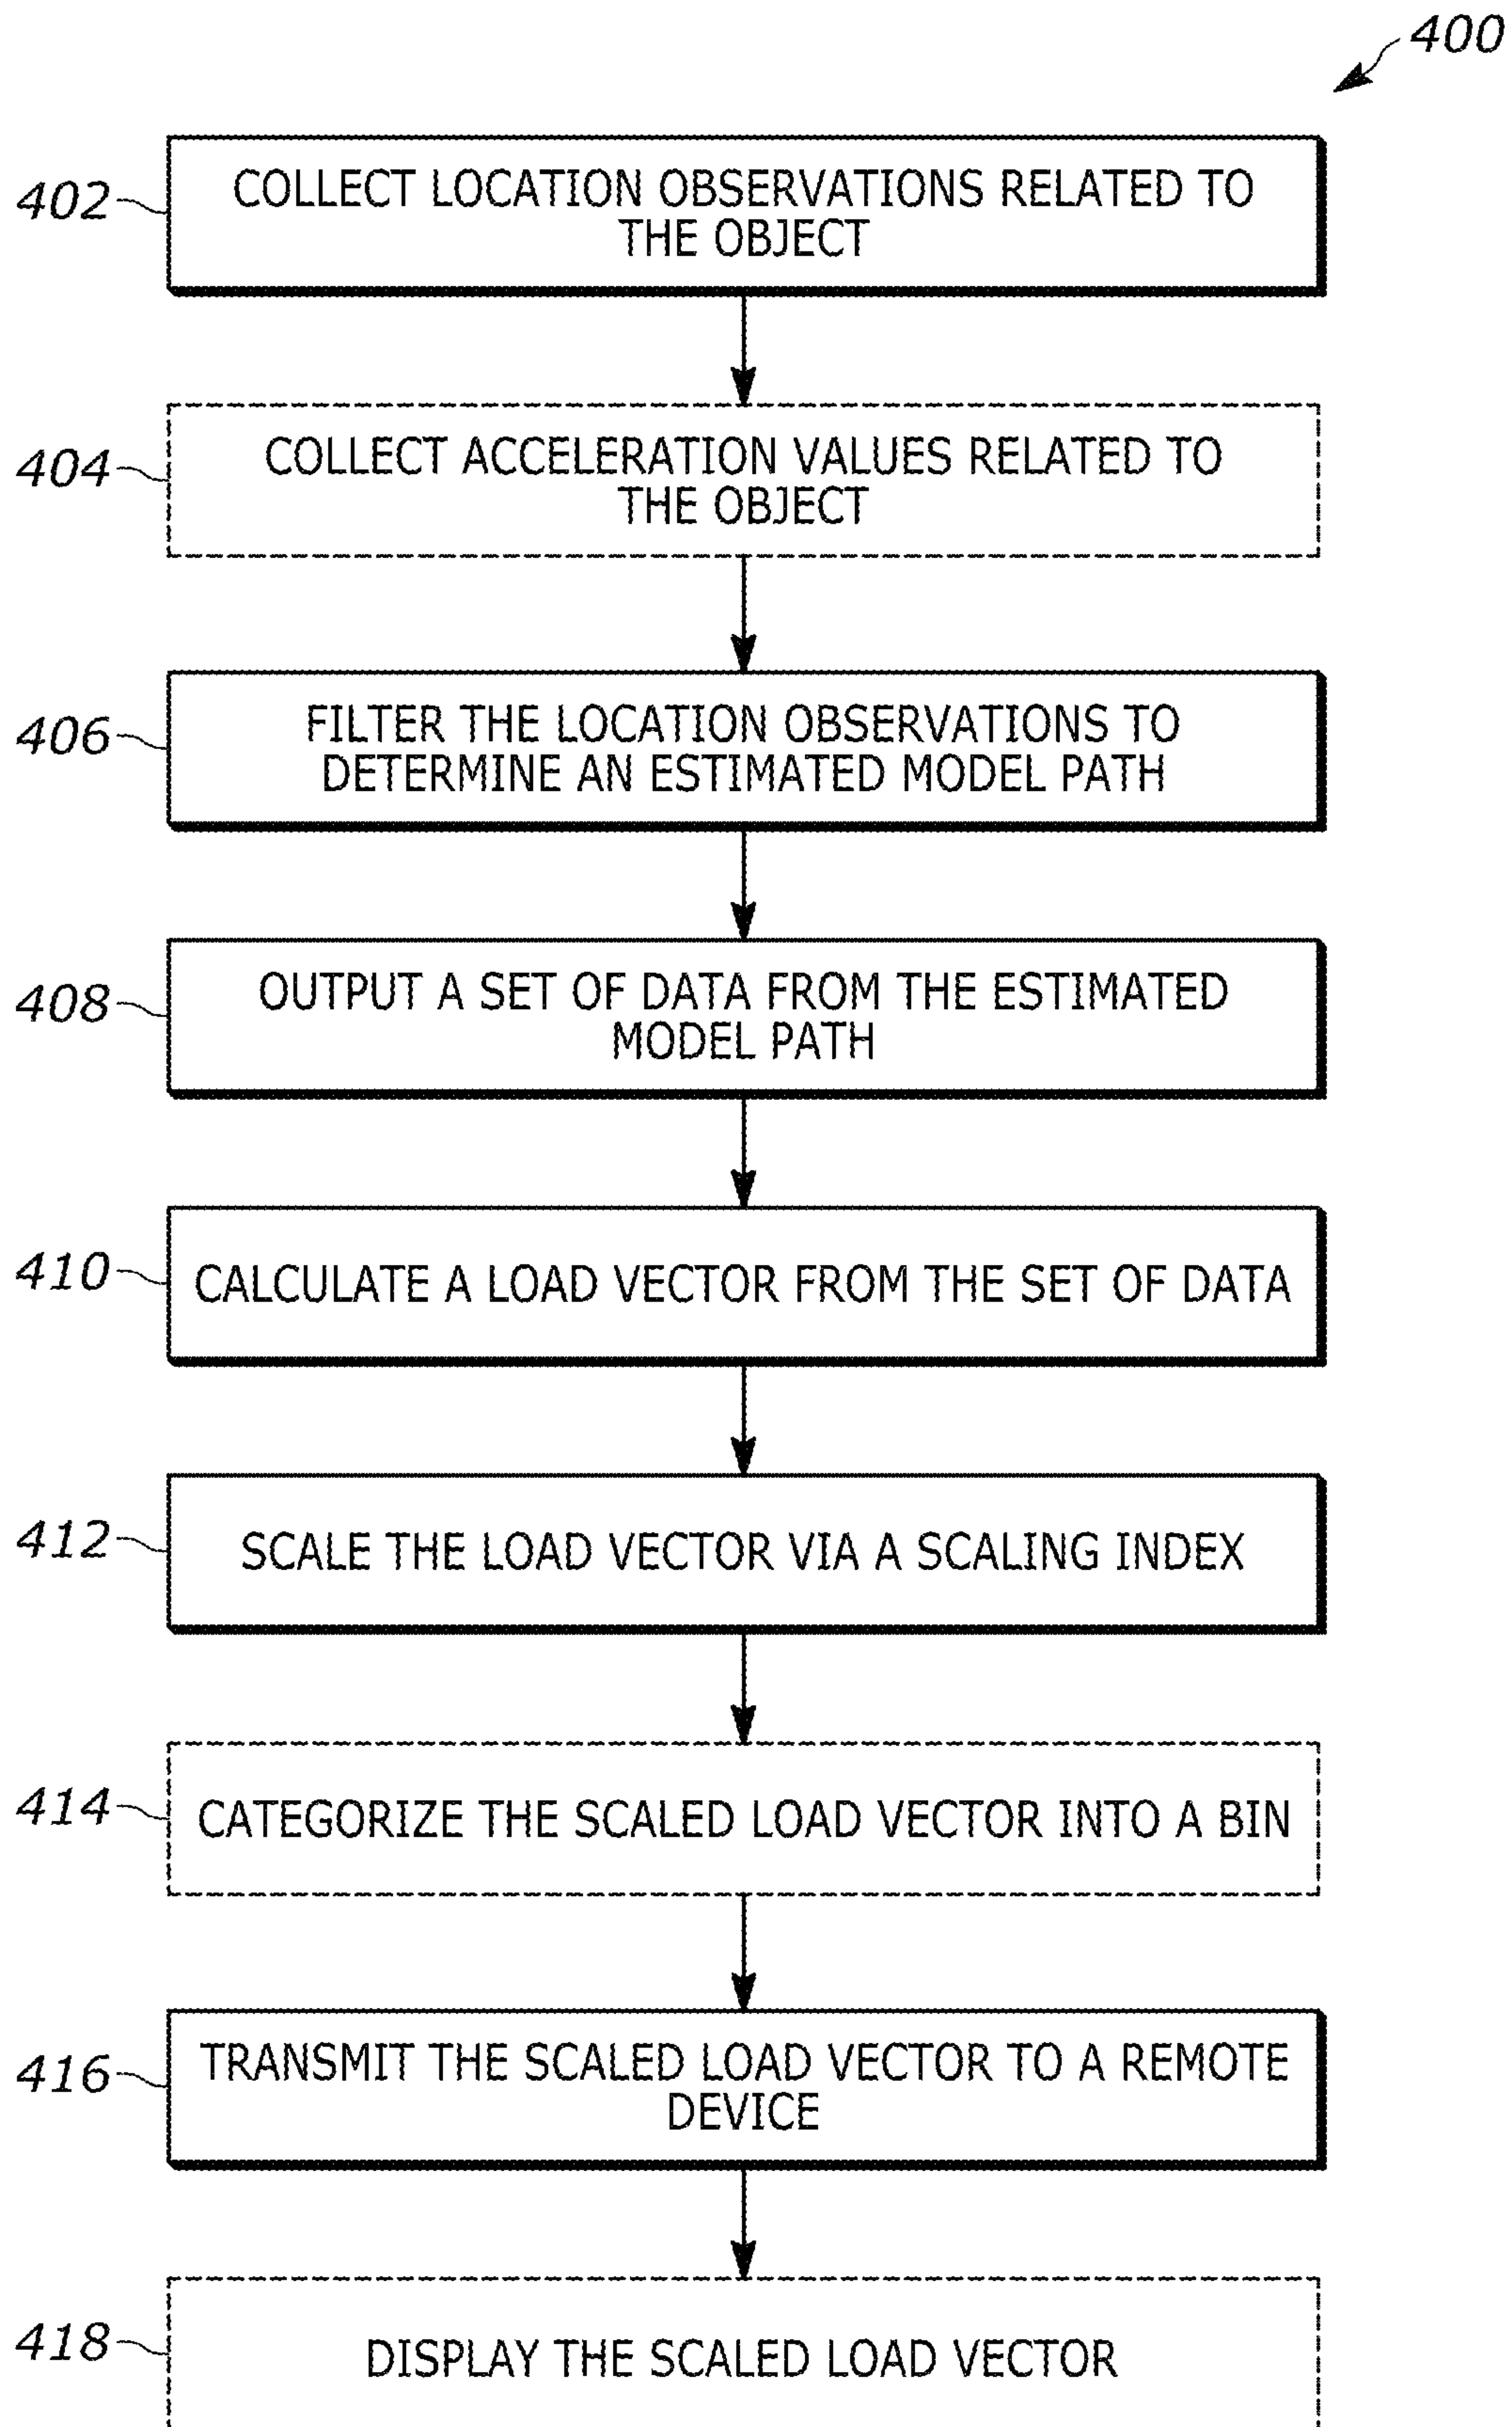 400
402
COLLECT LOCATION OBSERVATIONS RELATED TO
THE OBJECT
404
COLLECT ACCELERATION VALUES RELATED TO
THE OBJECT
406
FILTER THE LOCATION OBSERVATIONS TO
DETERMINE AN ESTIMATED MODEL PATH
408
OUTPUT A SET OF DATA FROM THE ESTIMATED
MODEL PATH
410
CALCULATE A LOAD VECTOR FROM THE SET OF DATA
412
SCALE THE LOAD VECTOR VIA A SCALING INDEX
414
CATEGORIZE THE SCALED LOAD VECTOR INTO A BIN
416
TRANSMIT THE SCALED LOAD VECTOR TO A REMOTE
DEVICE
418
DISPLAY THE SCALED LOAD VECTOR